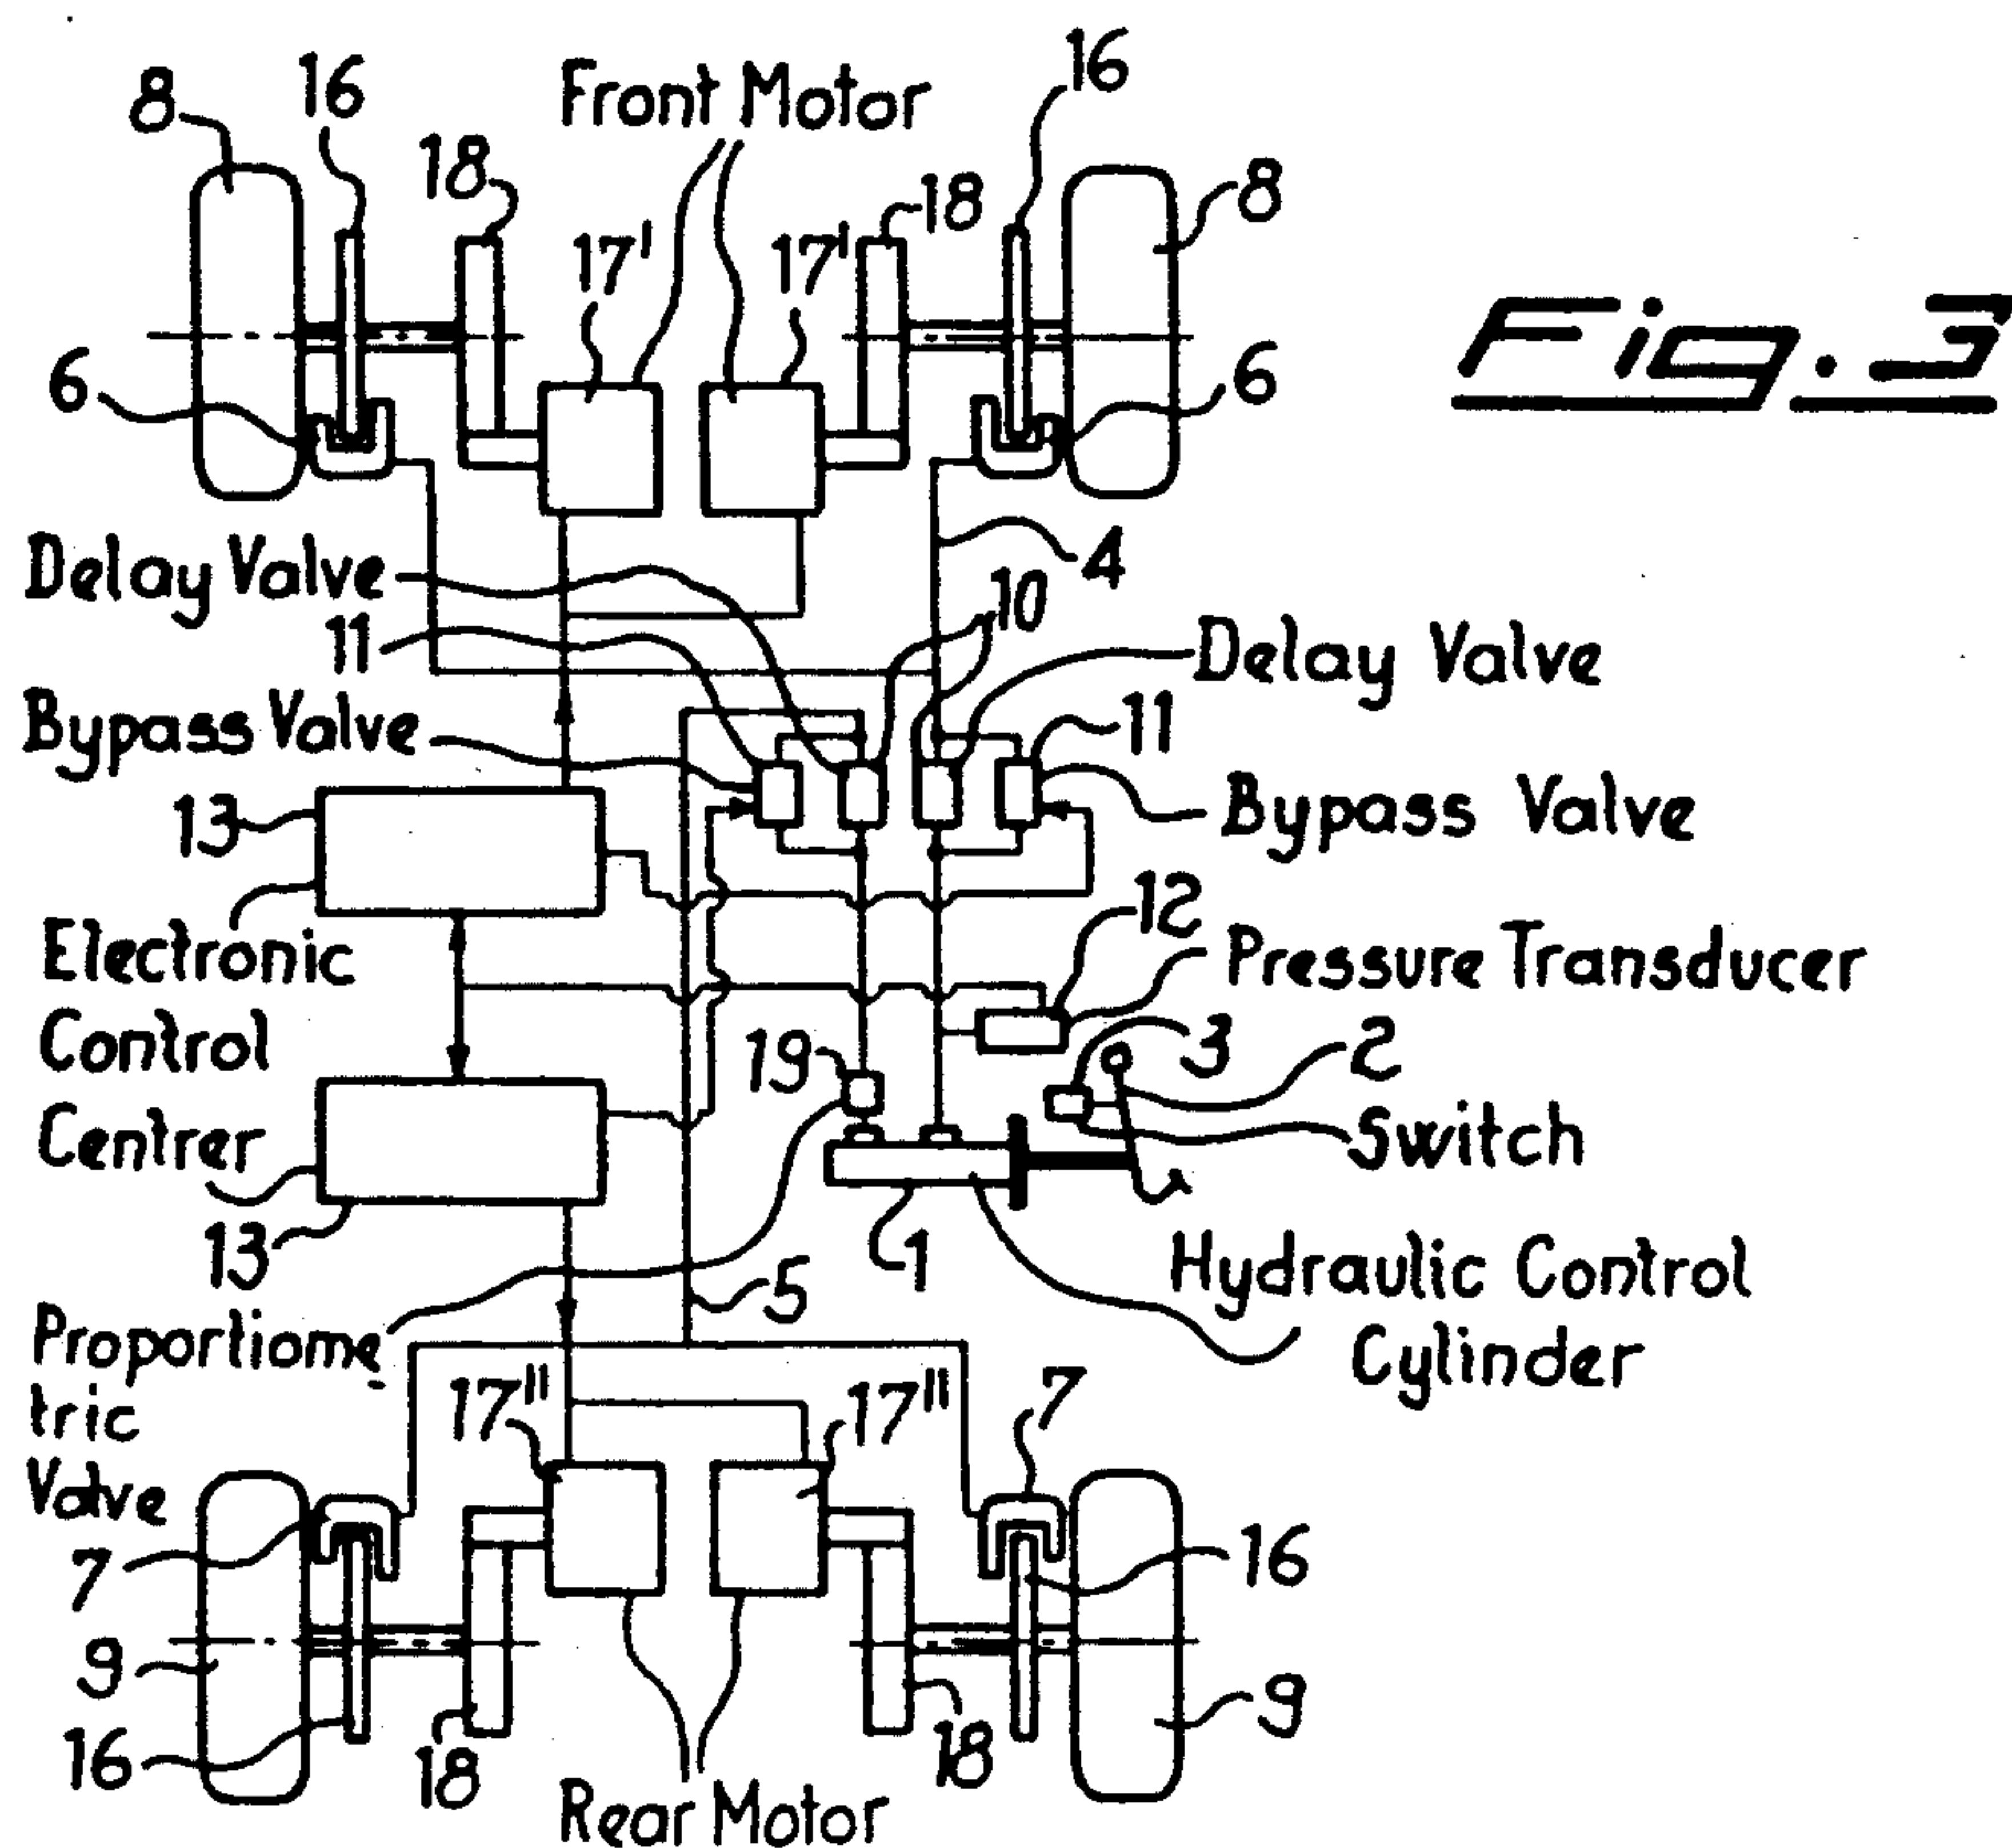 8
16
Front Motor
16
18
18
8
17'
17'
Fig. 3
6
6
Delay Valve
4
10
11
Delay Valve
Bypass Valve
11
13
Bypass Valve
12
Electronic
Control
Centrer
Pressure Transducer
19
3
2
Switch
13
1
5
Hydraulic Control
Cylinder
Proportiome
tric
Valve
17"
17"
7
7
16
9
9
16
18
18
Rear Motor